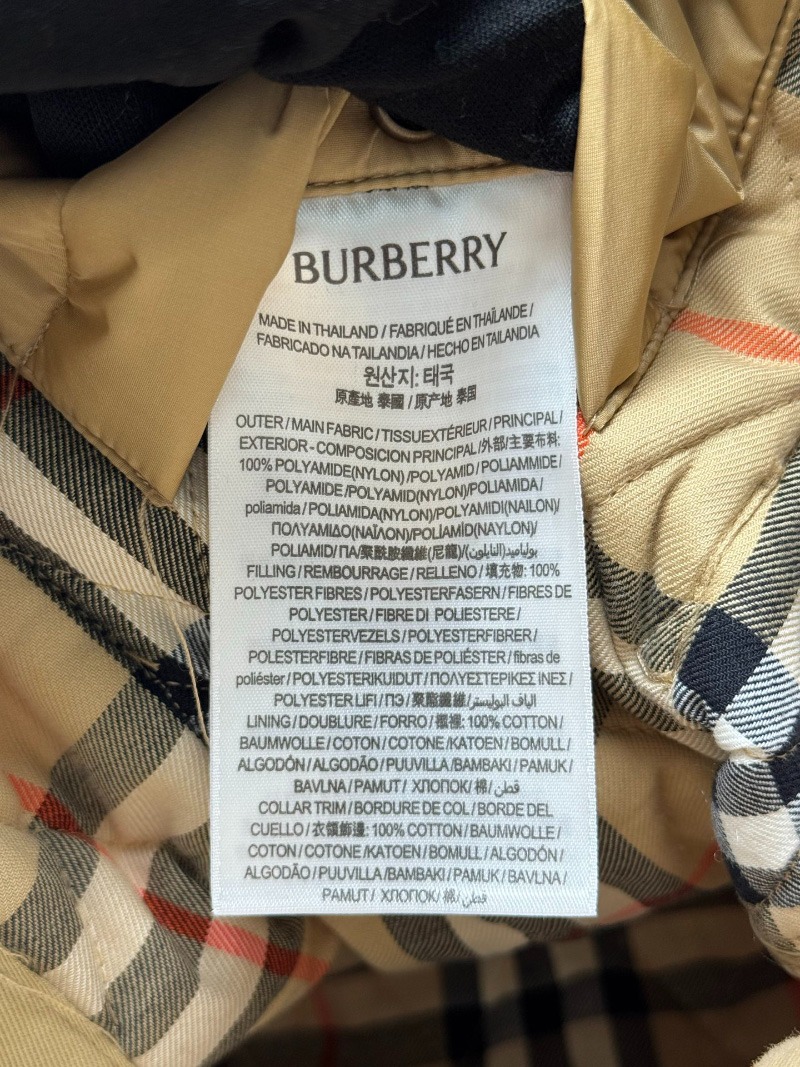 BURBERRY
MADE IN THAILAND / FABRIQUÉ EN THAÏLANDE /
FABRICADO NA TAILANDIA / HECHO EN TAILANDIA
원산지: 태국
原產地 泰國 / 原产地 泰国
OUTER / MAIN FABRIC / TISSUEXTÉRIEUR / PRINCIPAL /
EXTERIOR - COMPOSICION PRINCIPAL /外部/主要布料:
100% POLYAMIDE(NYLON) /POLYAMID / POLIAMMIDE /
POLYAMIDE /POLYAMID(NYLON)/POLIAMIDA /
poliamida / POLIAMIDA(NYLON)/POLYAMIDI(NAILON)/
ΠΟΛΥΑΜΙΔΟ(ΝΑΪΛΟΝ)/POLİAMİD(NAYLON)/
POLIAMID/ ПА/聚酰胺纖維(尼龍)/(النايلون)بولياميد
FILLING / REMBOURRAGE / RELLENO / 填充物: 100%
POLYESTER FIBRES / POLYESTERFASERN / FIBRES DE
POLYESTER / FIBRE DI POLIESTERE /
POLYESTERVEZELS / POLYESTERFIBRER /
POLESTERFIBRE / FIBRAS DE POLIÉSTER / fibras de
poliéster / POLYESTERIKUIDUT / ΠΟΛΥΕΣΤΕΡΙΚΕΣ ΙΝΕΣ /
POLYESTER LIFI / ПЭ / 聚酯纖維/الياف البوليستر
LINING / DOUBLURE / FORRO / 襯裡: 100% COTTON /
BAUMWOLLE / COTON / COTONE /KATOEN / BOMULL /
ALGODÓN / ALGODÃO / PUUVILLA /BAMBAKI / PAMUK /
BAVLNA / PAMUT / ХЛОПОК/ 棉/ قطن
COLLAR TRIM / BORDURE DE COL / BORDE DEL
CUELLO / 衣領飾邊: 100% COTTON / BAUMWOLLE /
COTON / COTONE /KATOEN / BOMULL / ALGODÓN /
ALGODÃO / PUUVILLA /BAMBAKI / PAMUK / BAVLNA /
PAMUT / ХЛОПОК/ 棉/ قطن